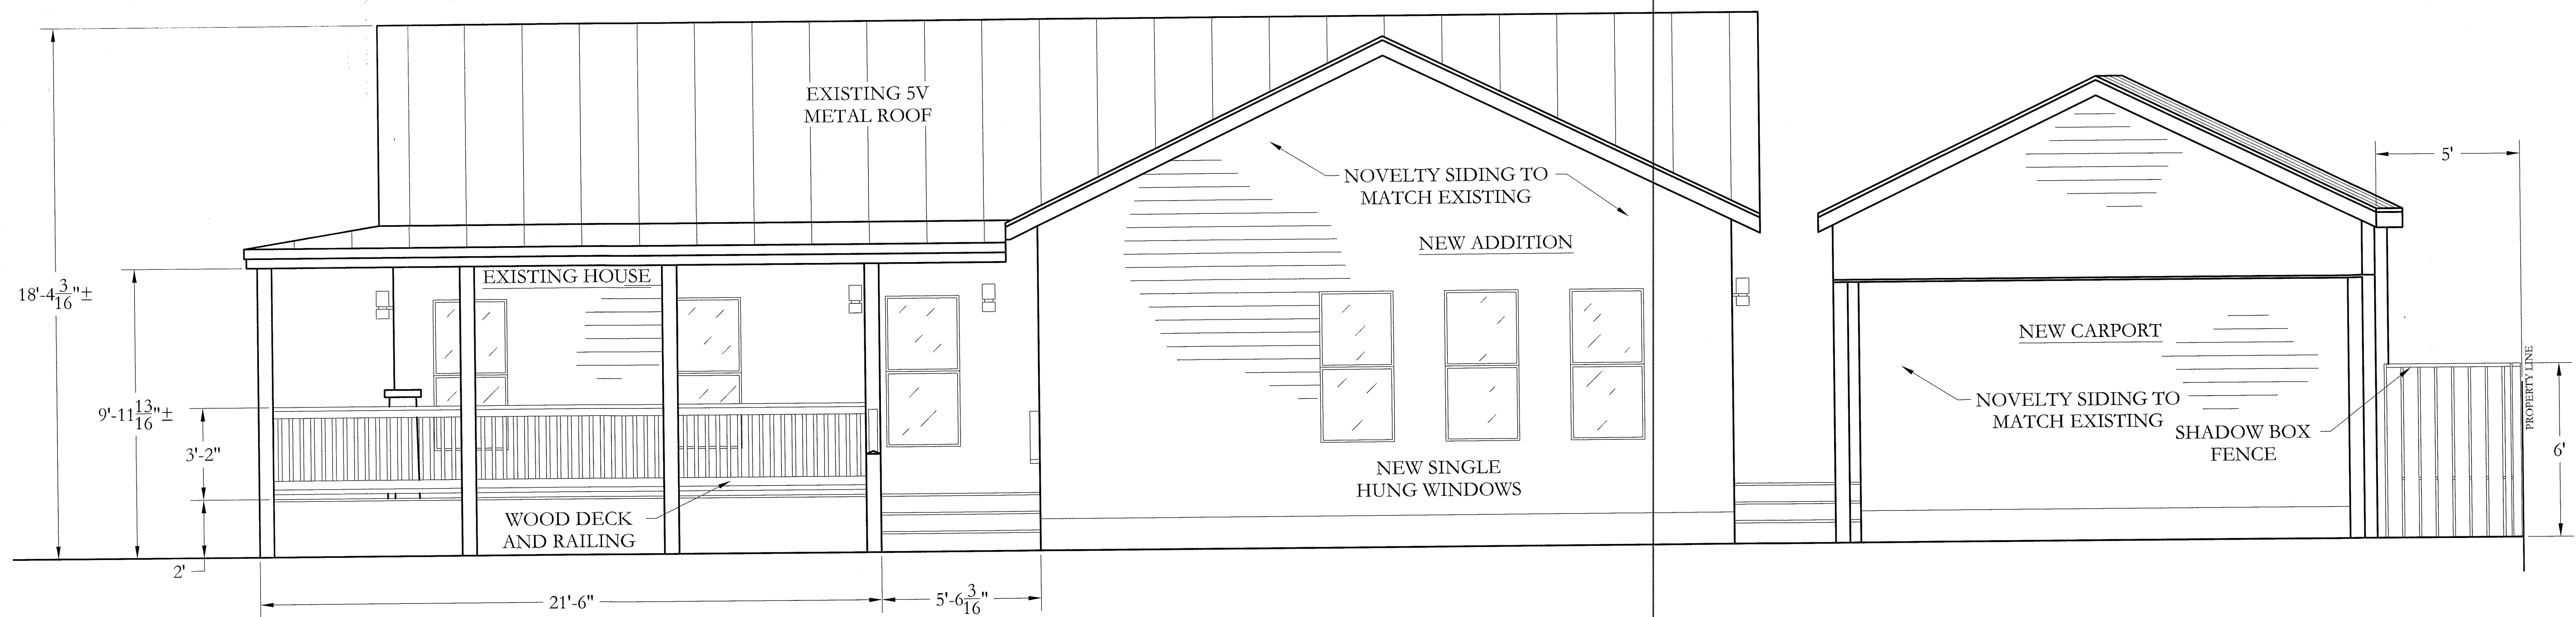 EXISTING 5V
METAL ROOF
18'-4 3/16"±
9'-11 13/16"±
3'-2"
2'
EXISTING HOUSE
WOOD DECK
AND RAILING
21'-6"
5'-6 3/16"
NOVELTY SIDING TO
MATCH EXISTING
NEW ADDITION
NEW SINGLE
HUNG WINDOWS
NEW CARPORT
NOVELTY SIDING TO
MATCH EXISTING
SHADOW BOX
FENCE
5'
PROPERTY LINE
6'